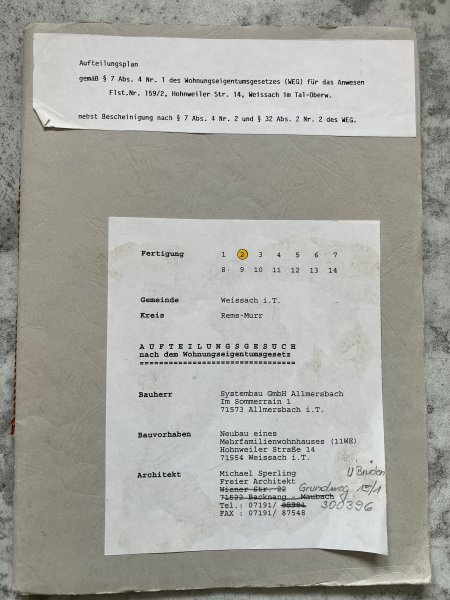 Aufteilungsplan
gemäß § 7 Abs. 4 Nr. 1 des Wohnungseigentumsgesetzes (WEG) für das Anwesen
Flst.Nr. 159/2, Hohnweiler Str. 14, Weissach im Tal-Oberw.
nebst Bescheinigung nach § 7 Abs. 4 Nr. 2 und § 32 Abs. 2 Nr. 2 des WEG.
Fertigung 1 2 3 4 5 6 7
8 9 10 11 12 13 14
Gemeinde Weissach i.T.
Kreis Rems-Murr
A U F T E I L U N G S G E S U C H
nach dem Wohnungseigentumsgesetz
================================
Bauherr Systembau GmbH Allmersbach
Im Sommerrain 1
71573 Allmersbach i.T.
Bauvorhaben Neubau eines
Mehrfamilienwohnhauses (11WE)
Hohnweiler Straße 14
71554 Weissach i.T.
Architekt Michael Sperling U Brüden
Freier Architekt
Wiener Str. 22 Grundweg 15/1
71522 Backnang - Maubach
Tel.: 07191/ 85981 300396
FAX : 07191/ 87548